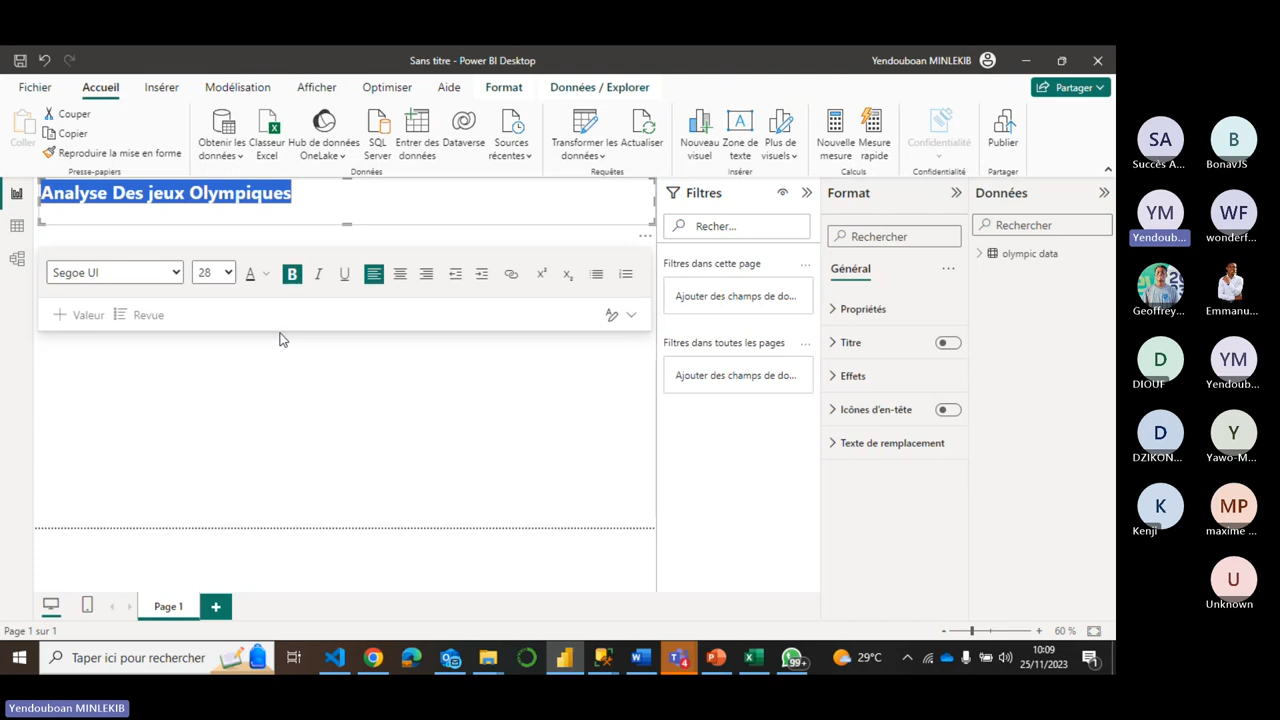 Sans titre - Power BI Desktop
Yendouboan MINLEKIB
Fichier Accueil Insérer Modélisation Afficher Optimiser Aide Format Données / Explorer
Partager
Coller
Couper
Copier
Reproduire la mise en forme
Presse-papiers
Obtenir les données
Classeur Excel
Hub de données OneLake
SQL Server
Entrer des données
Dataverse
Sources récentes
Données
Transformer les données
Actualiser
Requêtes
Nouveau visuel
Zone de texte
Plus de visuels
Insérer
Nouvelle mesure
Mesure rapide
Calculs
Confidentialité
Confidentialité
Publier
Partager
Analyse Des jeux Olympiques
Segoe UI
28
A B I U
Valeur
Revue
Filtres
Recher...
Filtres dans cette page
Ajouter des champs de do...
Filtres dans toutes les pages
Ajouter des champs de do...
Format
Rechercher
Général
Propriétés
Titre
Effets
Icônes d'en-tête
Texte de remplacement
Données
Rechercher
olympic data
Page 1
Page 1 sur 1
60 %
Taper ici pour rechercher
99+
29°C
10:09
25/11/2023
SA
Succès A...
B
BonavJS
YM
Yendoub...
WF
wonderf...
Geoffrey...
Emmanu...
D
DIOUF
YM
Yendoub...
D
DZIKON...
Y
Yawo-M...
K
Kenji
MP
maxime ...
U
Unknown
Yendouboan MINLEKIB